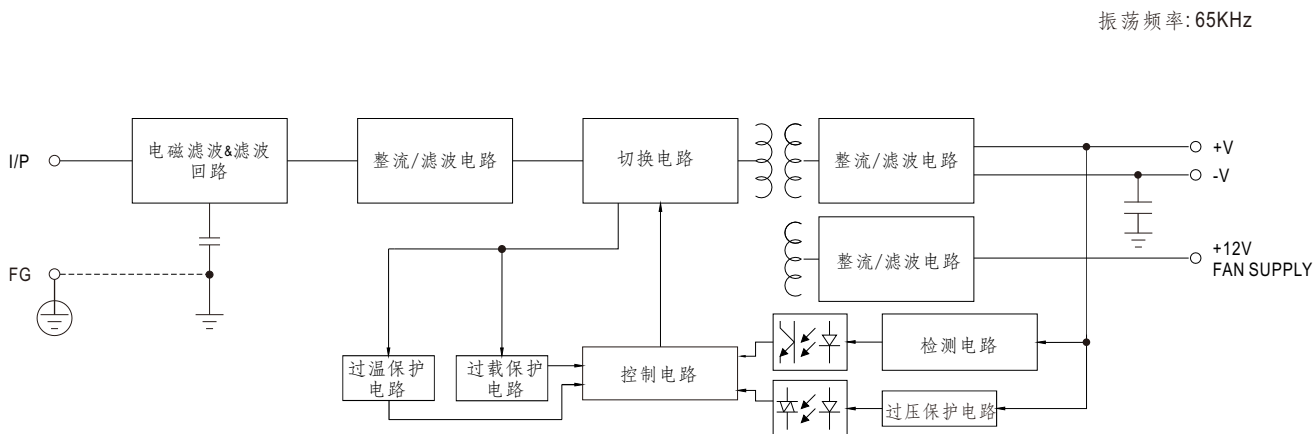 振荡频率: 65KHz
I/P
电磁滤波&滤波
回路
整流/滤波电路
切换电路
整流/滤波电路
+V
-V
FG
整流/滤波电路
+12V
FAN SUPPLY
过温保护
电路
过载保护
电路
控制电路
检测电路
过压保护电路